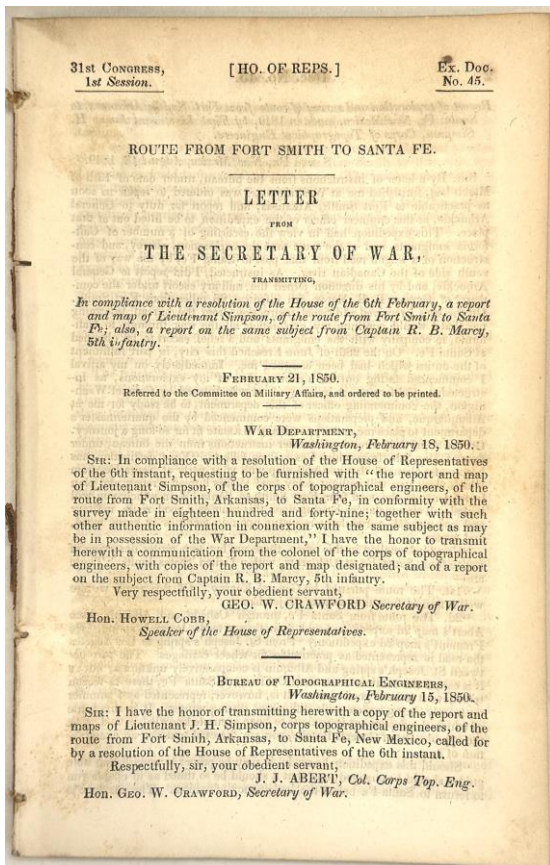 31st Congress, [HO. OF REPS.] Ex. Doc.
1st Session. No. 45.
ROUTE FROM FORT SMITH TO SANTA FE.
LETTER
FROM
THE SECRETARY OF WAR,
TRANSMITTING,
In compliance with a resolution of the House of the 6th February, a report
and map of Lieutenant Simpson, of the route from Fort Smith to Santa
Fe; also, a report on the same subject from Captain R. B. Marcy,
5th infantry.
February 21, 1850.
Referred to the Committee on Military Affairs, and ordered to be printed.
War Department,
Washington, February 18, 1850.
Sir: In compliance with a resolution of the House of Representatives
of the 6th instant, requesting to be furnished with "the report and map
of Lieutenant Simpson, of the corps of topographical engineers, of the
route from Fort Smith, Arkansas, to Santa Fe, in conformity with the
survey made in eighteen hundred and forty-nine; together with such
other authentic information in connexion with the same subject as may
be in possession of the War Department," I have the honor to transmit
herewith a communication from the colonel of the corps of topographical
engineers, with copies of the report and map designated; and of a report
on the subject from Captain R. B. Marcy, 5th infantry.
Very respectfully, your obedient servant,
GEO. W. CRAWFORD Secretary of War.
Hon. Howell Cobb,
Speaker of the House of Representatives.
Bureau of Topographical Engineers,
Washington, February 15, 1850.
Sir: I have the honor of transmitting herewith a copy of the report and
maps of Lieutenant J. H. Simpson, corps topographical engineers, of the
route from Fort Smith, Arkansas, to Santa Fe, New Mexico, called for
by a resolution of the House of Representatives of the 6th instant.
Respectfully, sir, your obedient servant,
J. J. ABERT, Col. Corps Top. Eng.
Hon. Geo. W. Crawford, Secretary of War.